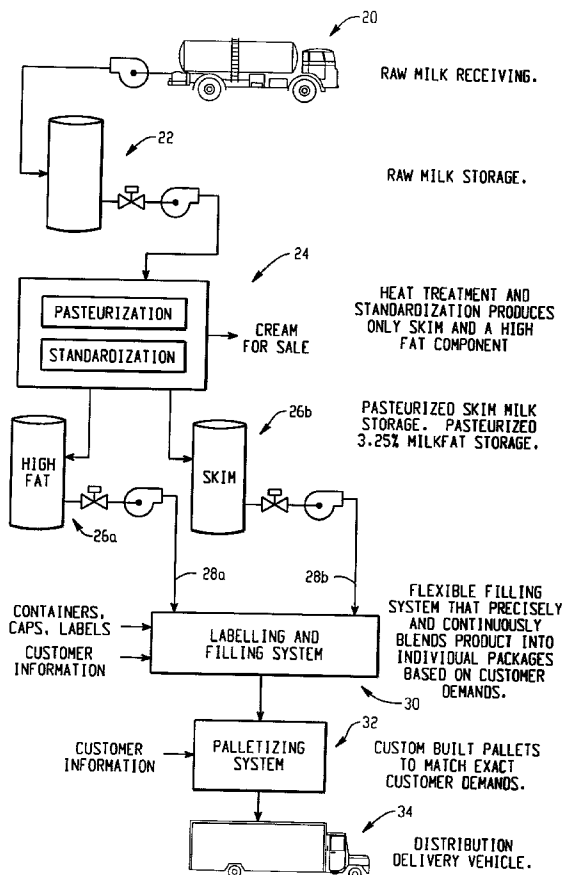 20
RAW MILK RECEIVING.
22
RAW MILK STORAGE.
24
PASTEURIZATION
STANDARDIZATION
CREAM
FOR SALE
HEAT TREATMENT AND
STANDARDIZATION PRODUCES
ONLY SKIM AND A HIGH
FAT COMPONENT
26b
PASTEURIZED SKIM MILK
STORAGE. PASTEURIZED
3.25% MILKFAT STORAGE.
HIGH
FAT
SKIM
26a
28a
28b
CONTAINERS,
CAPS, LABELS
CUSTOMER
INFORMATION
LABELLING AND
FILLING SYSTEM
FLEXIBLE FILLING
SYSTEM THAT PRECISELY
AND CONTINUOUSLY
BLENDS PRODUCT INTO
INDIVIDUAL PACKAGES
BASED ON CUSTOMER
DEMANDS.
30
32
CUSTOMER
INFORMATION
PALLETIZING
SYSTEM
CUSTOM BUILT PALLETS
TO MATCH EXACT
CUSTOMER DEMANDS.
34
DISTRIBUTION
DELIVERY VEHICLE.